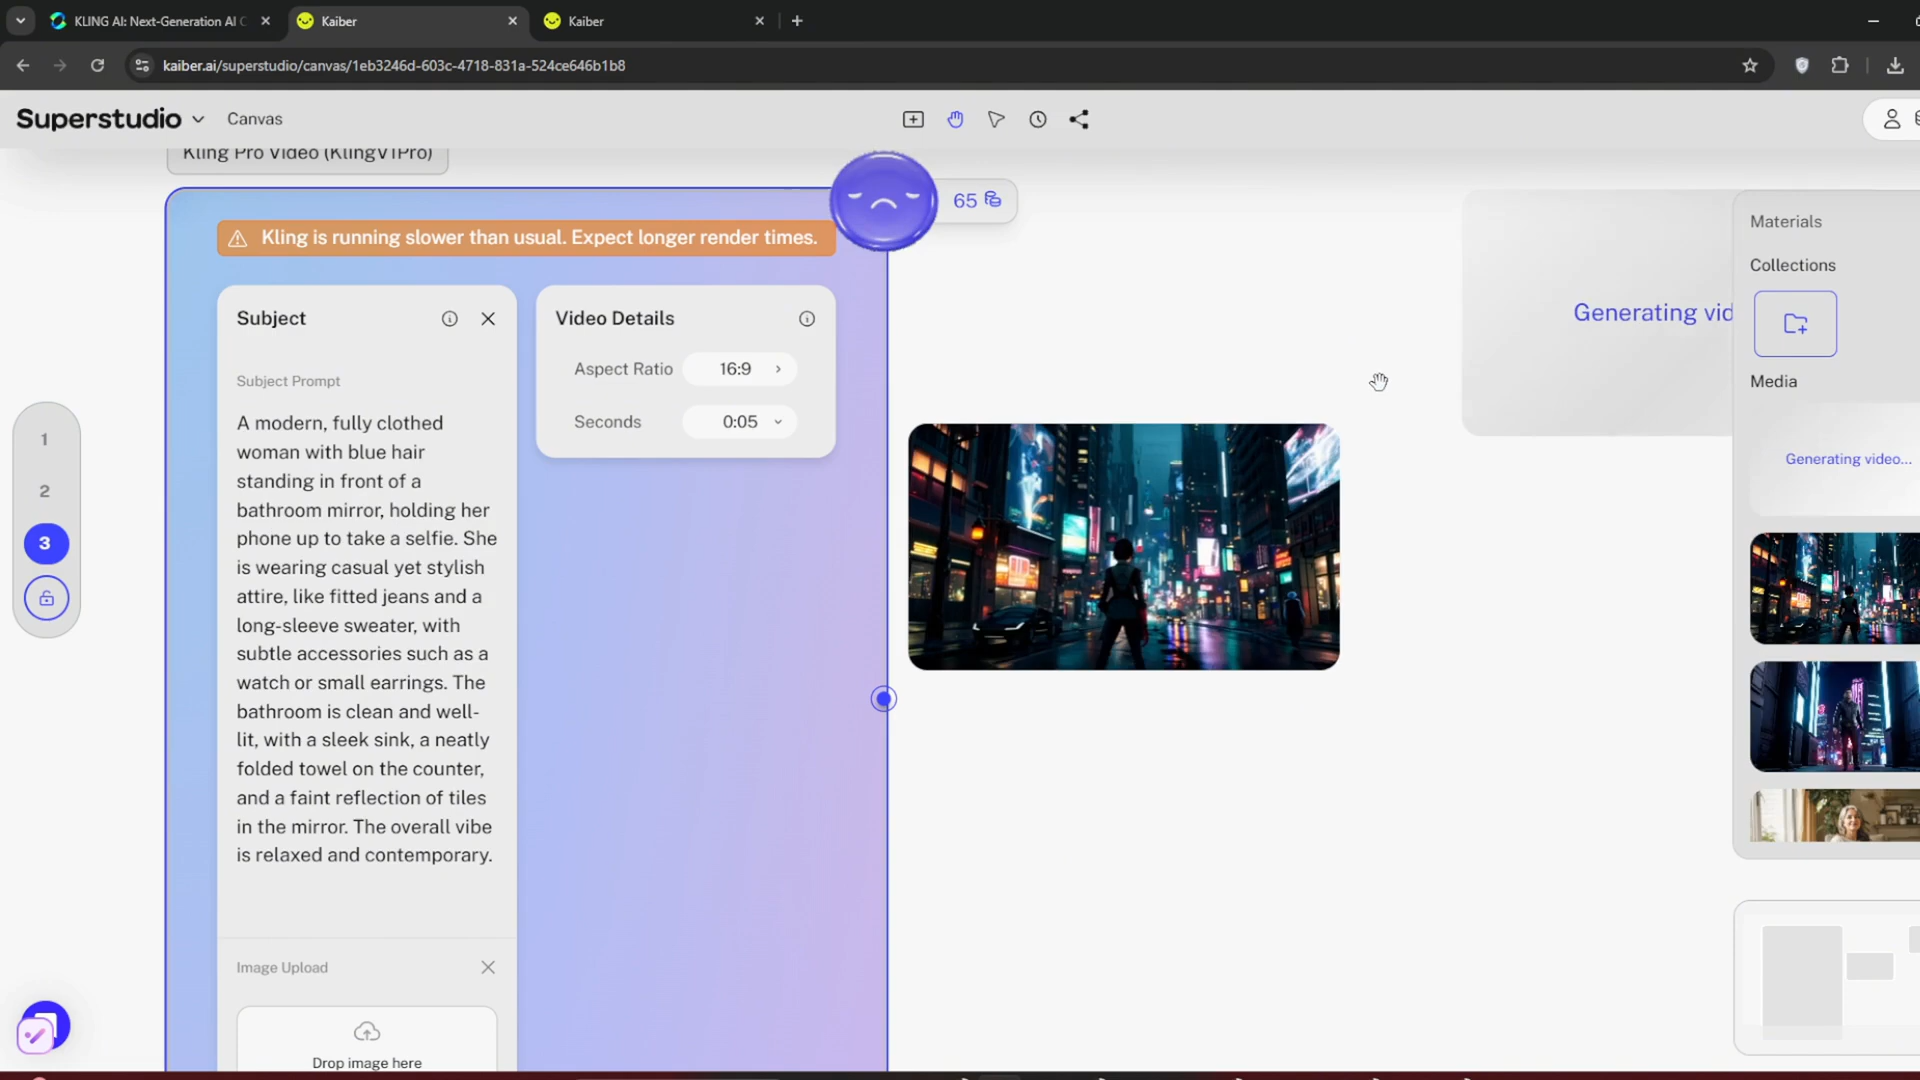 KLING AI: Next-Generation AI C
Kaiber
Kaiber
kaiber.ai/superstudio/canvas/1eb3246d-603c-4718-831a-524ce646b1b8
Superstudio
Canvas
Kling Pro Video (KlingV1Pro)
65
Kling is running slower than usual. Expect longer render times.
Subject
Subject Prompt
A modern, fully clothed
woman with blue hair
standing in front of a
bathroom mirror, holding her
phone up to take a selfie. She
is wearing casual yet stylish
attire, like fitted jeans and a
long-sleeve sweater, with
subtle accessories such as a
watch or small earrings. The
bathroom is clean and well-
lit, with a sleek sink, a neatly
folded towel on the counter,
and a faint reflection of tiles
in the mirror. The overall vibe
is relaxed and contemporary.
Image Upload
Drop image here
Video Details
Aspect Ratio
16:9
Seconds
0:05
Generating vid
Materials
Collections
Media
Generating video...
1
2
3